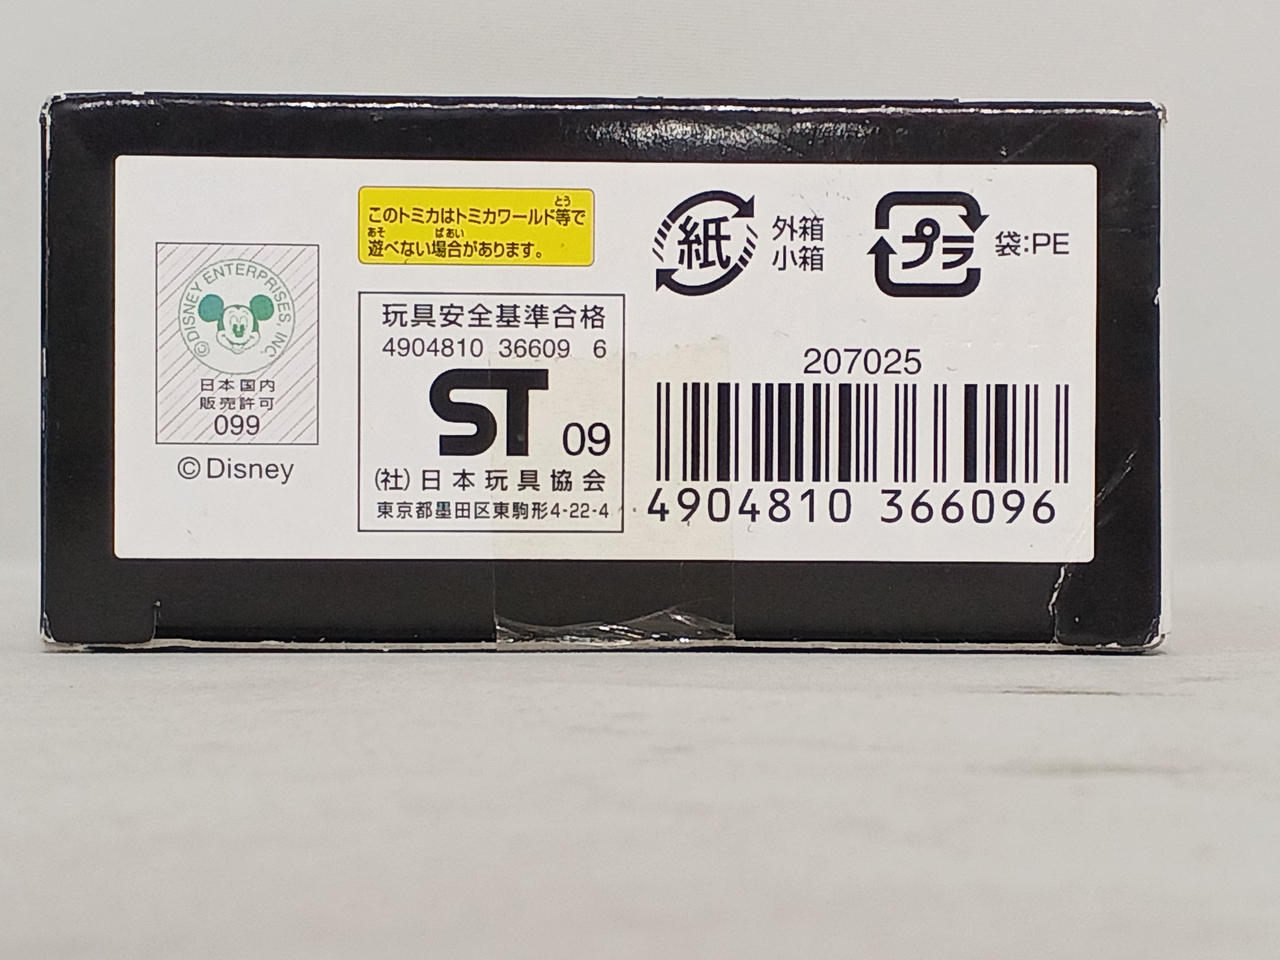 ©DISNEY ENTERPRISES, INC.
日本国内
販売許可
099
©Disney
とう
このトミカはトミカワールド等で
あそ ばあい
遊べない場合があります。
玩具安全基準合格
4904810 36609 6
ST 09
(社)日本玩具協会
東京都墨田区東駒形4-22-4
紙
外箱
小箱
プラ
袋:PE
207025
4904810 366096